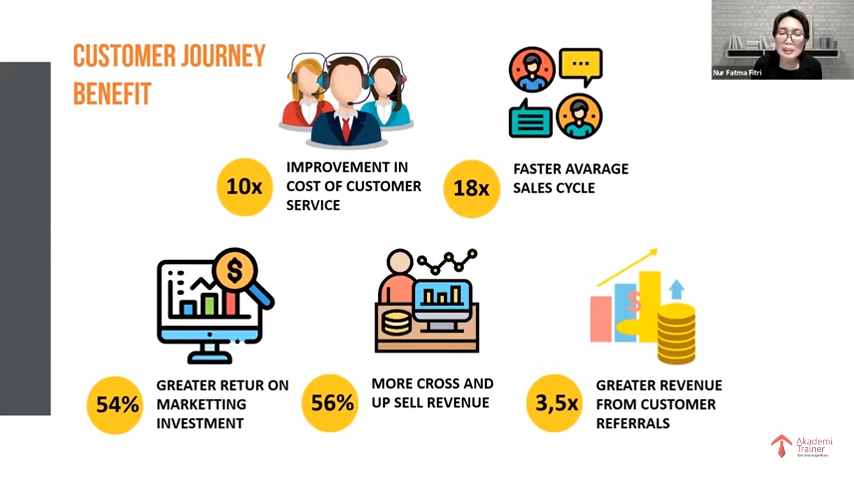 CUSTOMER JOURNEY
BENEFIT
Nur Fatma Fitri
10x
IMPROVEMENT IN
COST OF CUSTOMER
SERVICE
18x
FASTER AVARAGE
SALES CYCLE
54%
GREATER RETUR ON
MARKETTING
INVESTMENT
56%
MORE CROSS AND
UP SELL REVENUE
3,5x
GREATER REVENUE
FROM CUSTOMER
REFERRALS
Akademi
Trainer